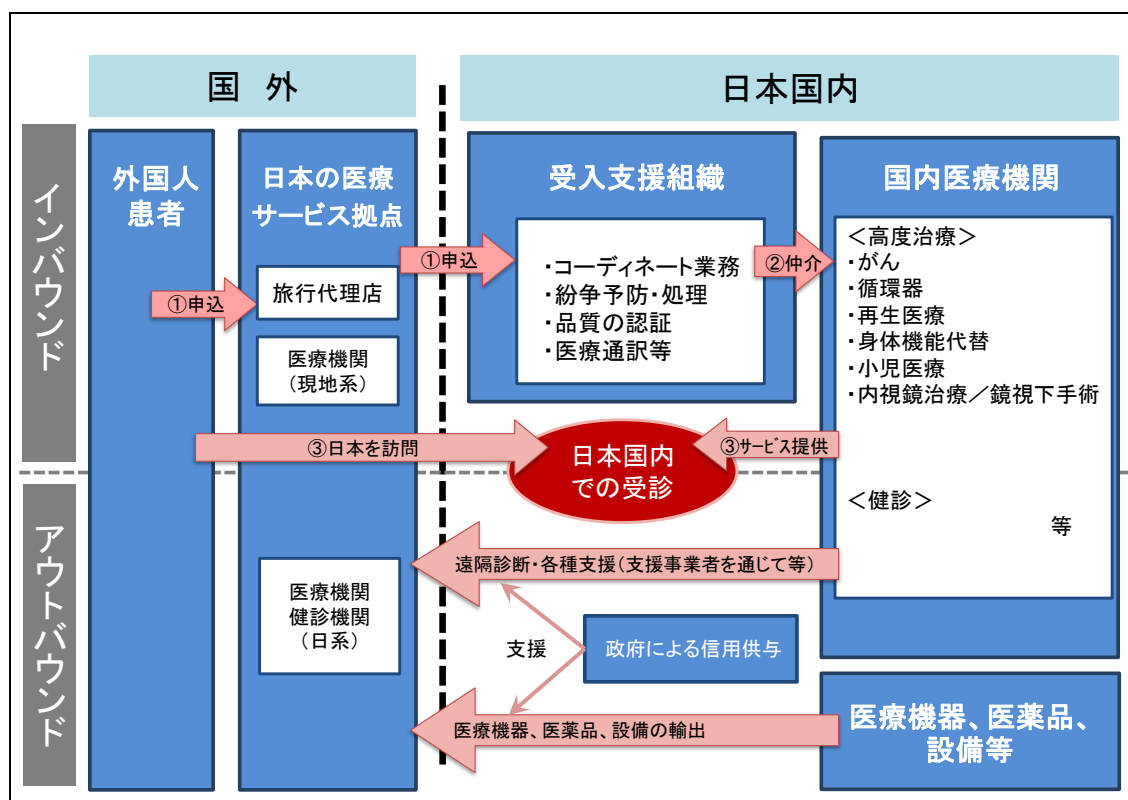 国 外
日本国内
インバウンド
外国人
患者
日本の医療
サービス拠点
受入支援組織
国内医療機関
①申込
旅行代理店
医療機関
(現地系)
①申込
・コーディネート業務
・紛争予防・処理
・品質の認証
・医療通訳等
②仲介
＜高度治療＞
・がん
・循環器
・再生医療
・身体機能代替
・小児医療
・内視鏡治療／鏡視下手術
③日本を訪問
日本国内
での受診
③サービス提供
＜健診＞
等
アウトバウンド
医療機関
健診機関
(日系)
遠隔診断・各種支援(支援事業者を通じて等)
支援
政府による信用供与
医療機器、医薬品、設備の輸出
医療機器、医薬品、
設備等